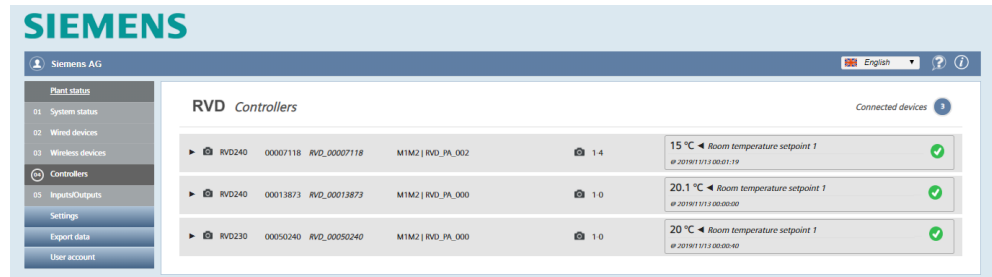 SIEMENS
Siemens AG English
Plant status
01 System status
02 Wired devices
03 Wireless devices
04 Controllers
05 Inputs/Outputs
Settings
Export data
User account
RVD Controllers Connected devices 3
RVD240 00007118 RVD_00007118 M1M2 | RVD_PA_002 1-4 15 °C ◄ Room temperature setpoint 1
@ 2019/11/13 00:01:19
RVD240 00013873 RVD_00013873 M1M2 | RVD_PA_000 1-0 20.1 °C ◄ Room temperature setpoint 1
@ 2019/11/13 00:00:00
RVD230 00050240 RVD_00050240 M1M2 | RVD_PA_000 1-0 20 °C ◄ Room temperature setpoint 1
@ 2019/11/13 00:00:40